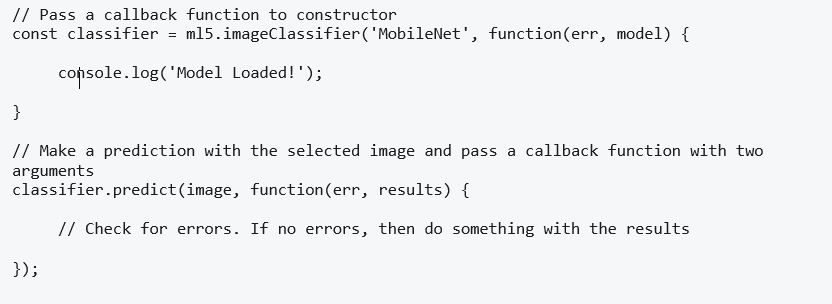 // Pass a callback function to constructor
const classifier = ml5.imageClassifier('MobileNet', function(err, model) {
console.log('Model Loaded!');
}
// Make a prediction with the selected image and pass a callback function with two
arguments
classifier.predict(image, function(err, results) {
// Check for errors. If no errors, then do something with the results
});